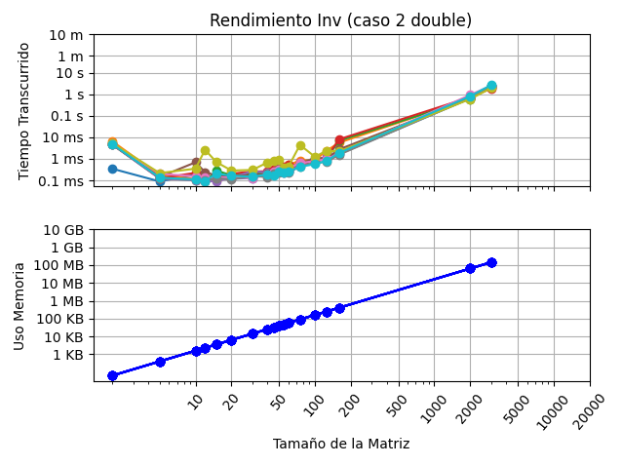 Rendimiento Inv (caso 2 double)
Tiempo Transcurrido
10 m
1 m
10 s
1 s
0.1 s
10 ms
1 ms
0.1 ms
Uso Memoria
10 GB
1 GB
100 MB
10 MB
1 MB
100 KB
10 KB
1 KB
10 20 50 100 200 500 1000 2000 5000 10000 20000
Tamaño de la Matriz